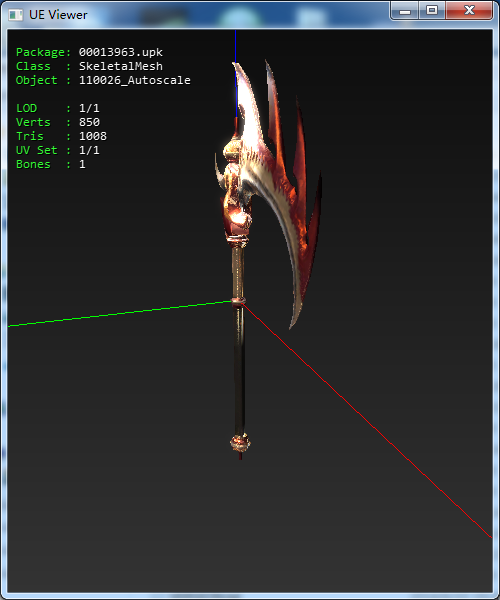 UE Viewer
Package: 00013963.upk
Class : SkeletalMesh
Object : 110026_Autoscale
LOD : 1/1
Verts : 850
Tris : 1008
UV Set : 1/1
Bones : 1